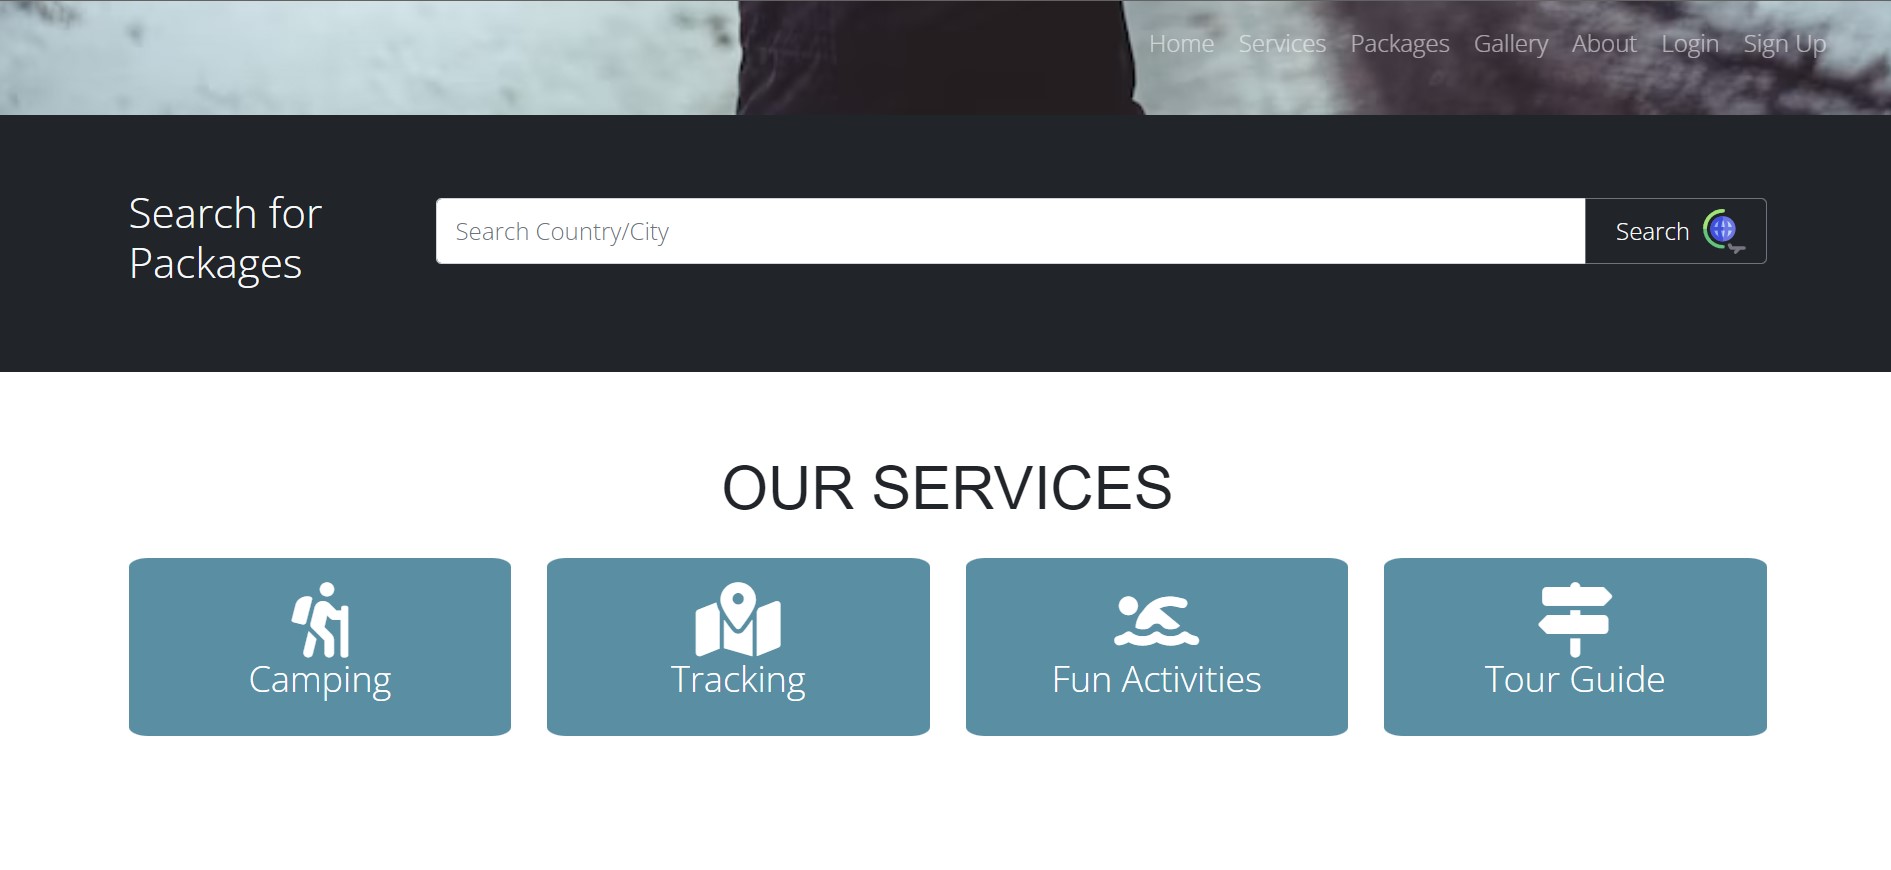 Home Services Packages Gallery About Login Sign Up
Search for
Packages
Search Country/City
Search
OUR SERVICES
Camping
Tracking
Fun Activities
Tour Guide